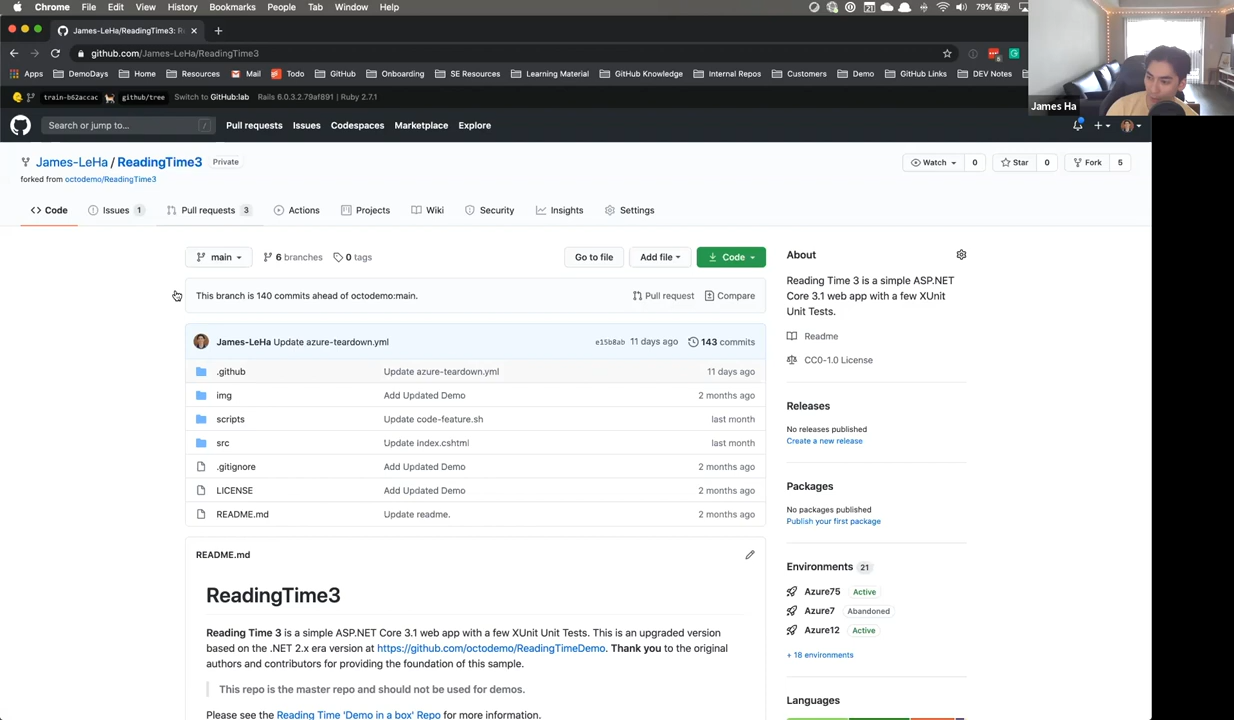 Chrome File Edit View History Bookmarks People Tab Window Help
79%
James-LeHa/ReadingTime3: Re
github.com/James-LeHa/ReadingTime3
Apps DemoDays Home Resources Mail Todo GitHub Onboarding SE Resources Learning Material GitHub Knowledge Internal Repos Customers Demo GitHub Links DEV Notes
train-b62accac github/tree Switch to GitHub:lab Rails 6.0.3.2.79af891 | Ruby 2.7.1
James Ha
Search or jump to... / Pull requests Issues Codespaces Marketplace Explore
James-LeHa / ReadingTime3 Private
Watch 0 Star 0 Fork 5
forked from octodemo/ReadingTime3
Code Issues 1 Pull requests 3 Actions Projects Wiki Security Insights Settings
main 6 branches 0 tags Go to file Add file Code
This branch is 140 commits ahead of octodemo:main. Pull request Compare
James-LeHa Update azure-teardown.yml e15b8ab 11 days ago 143 commits
.github Update azure-teardown.yml 11 days ago
img Add Updated Demo 2 months ago
scripts Update code-feature.sh last month
src Update index.cshtml last month
.gitignore Add Updated Demo 2 months ago
LICENSE Add Updated Demo 2 months ago
README.md Update readme. 2 months ago
README.md
ReadingTime3
Reading Time 3 is a simple ASP.NET Core 3.1 web app with a few XUnit Unit Tests. This is an upgraded version
based on the .NET 2.x era version at https://github.com/octodemo/ReadingTimeDemo. Thank you to the original
authors and contributors for providing the foundation of this sample.
This repo is the master repo and should not be used for demos.
Please see the Reading Time 'Demo in a box' Repo for more information.
About
Reading Time 3 is a simple ASP.NET
Core 3.1 web app with a few XUnit
Unit Tests.
Readme
CC0-1.0 License
Releases
No releases published
Create a new release
Packages
No packages published
Publish your first package
Environments 21
Azure75 Active
Azure7 Abandoned
Azure12 Active
+ 18 environments
Languages